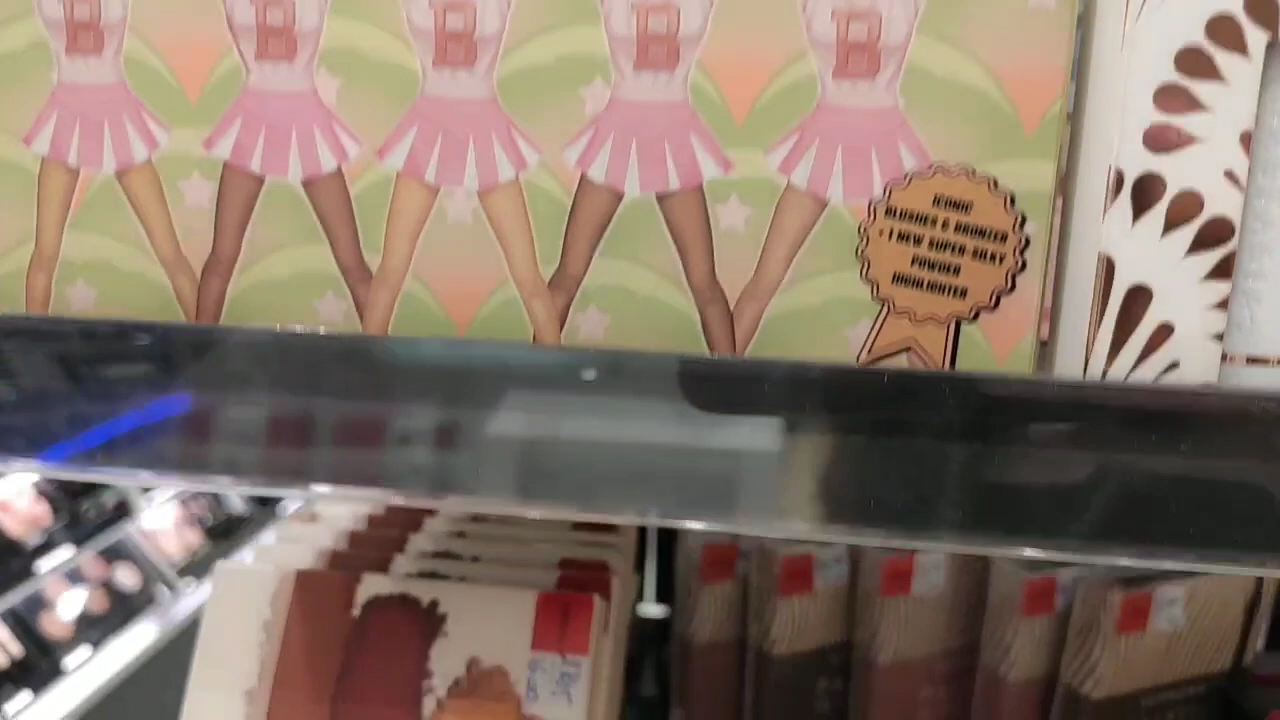 B B B B B
ICONIC
BLUSHES & BRONZER
+ 1 NEW SUPER-SILKY
POWDER
HIGHLIGHTER